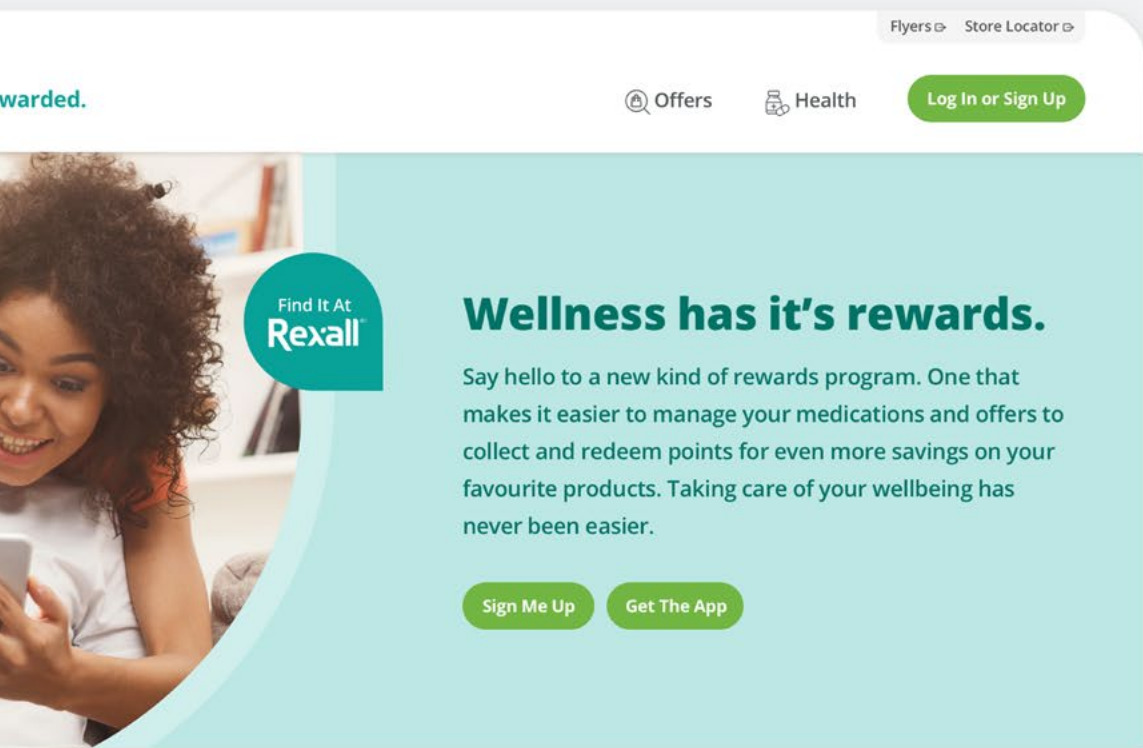 Flyers Store Locator
warded. Offers Health Log In or Sign Up
Find It At
Rexall
Wellness has it's rewards.
Say hello to a new kind of rewards program. One that
makes it easier to manage your medications and offers to
collect and redeem points for even more savings on your
favourite products. Taking care of your wellbeing has
never been easier.
Sign Me Up Get The App